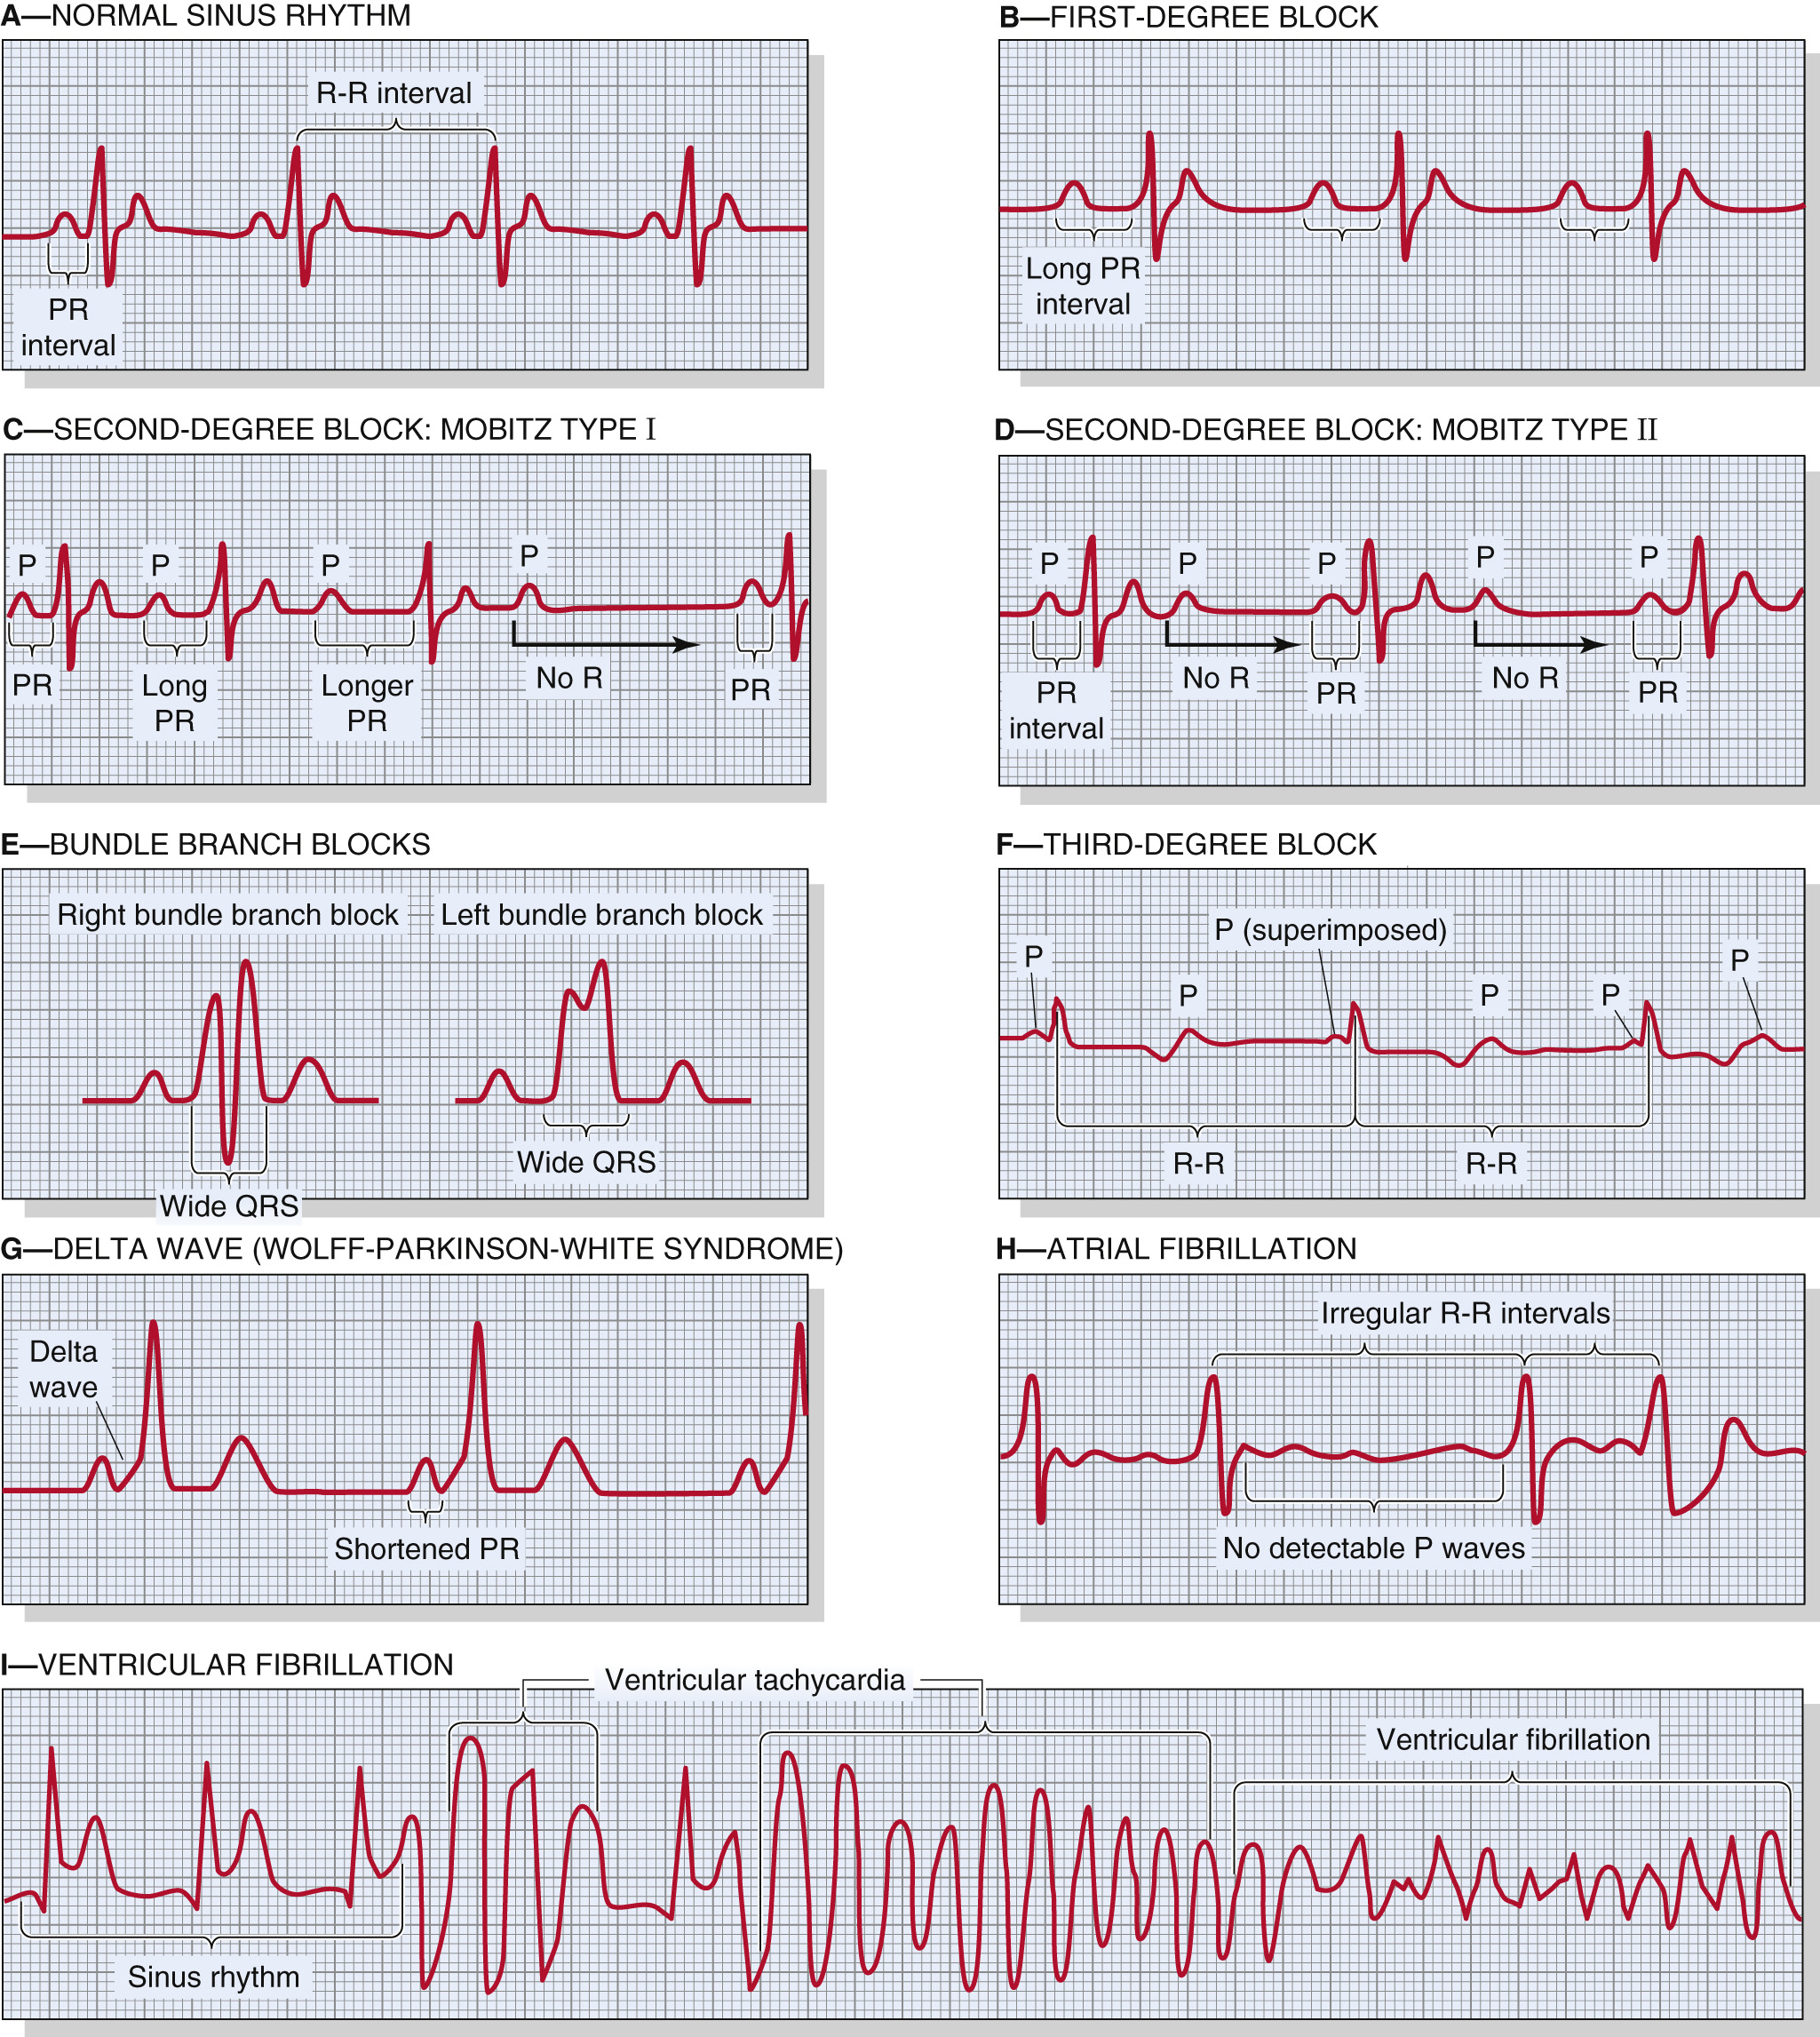 A—NORMAL SINUS RHYTHM
R-R interval
PR
interval
B—FIRST-DEGREE BLOCK
Long PR
interval
C—SECOND-DEGREE BLOCK: MOBITZ TYPE I
P
P
P
P
PR
Long
PR
Longer
PR
No R
PR
D—SECOND-DEGREE BLOCK: MOBITZ TYPE II
P
P
P
P
P
PR
interval
No R
PR
No R
PR
E—BUNDLE BRANCH BLOCKS
Right bundle branch block
Left bundle branch block
Wide QRS
Wide QRS
F—THIRD-DEGREE BLOCK
P
P
P (superimposed)
P
P
P
R-R
R-R
G—DELTA WAVE (WOLFF-PARKINSON-WHITE SYNDROME)
Delta
wave
Shortened PR
H—ATRIAL FIBRILLATION
Irregular R-R intervals
No detectable P waves
I—VENTRICULAR FIBRILLATION
Ventricular tachycardia
Ventricular fibrillation
Sinus rhythm